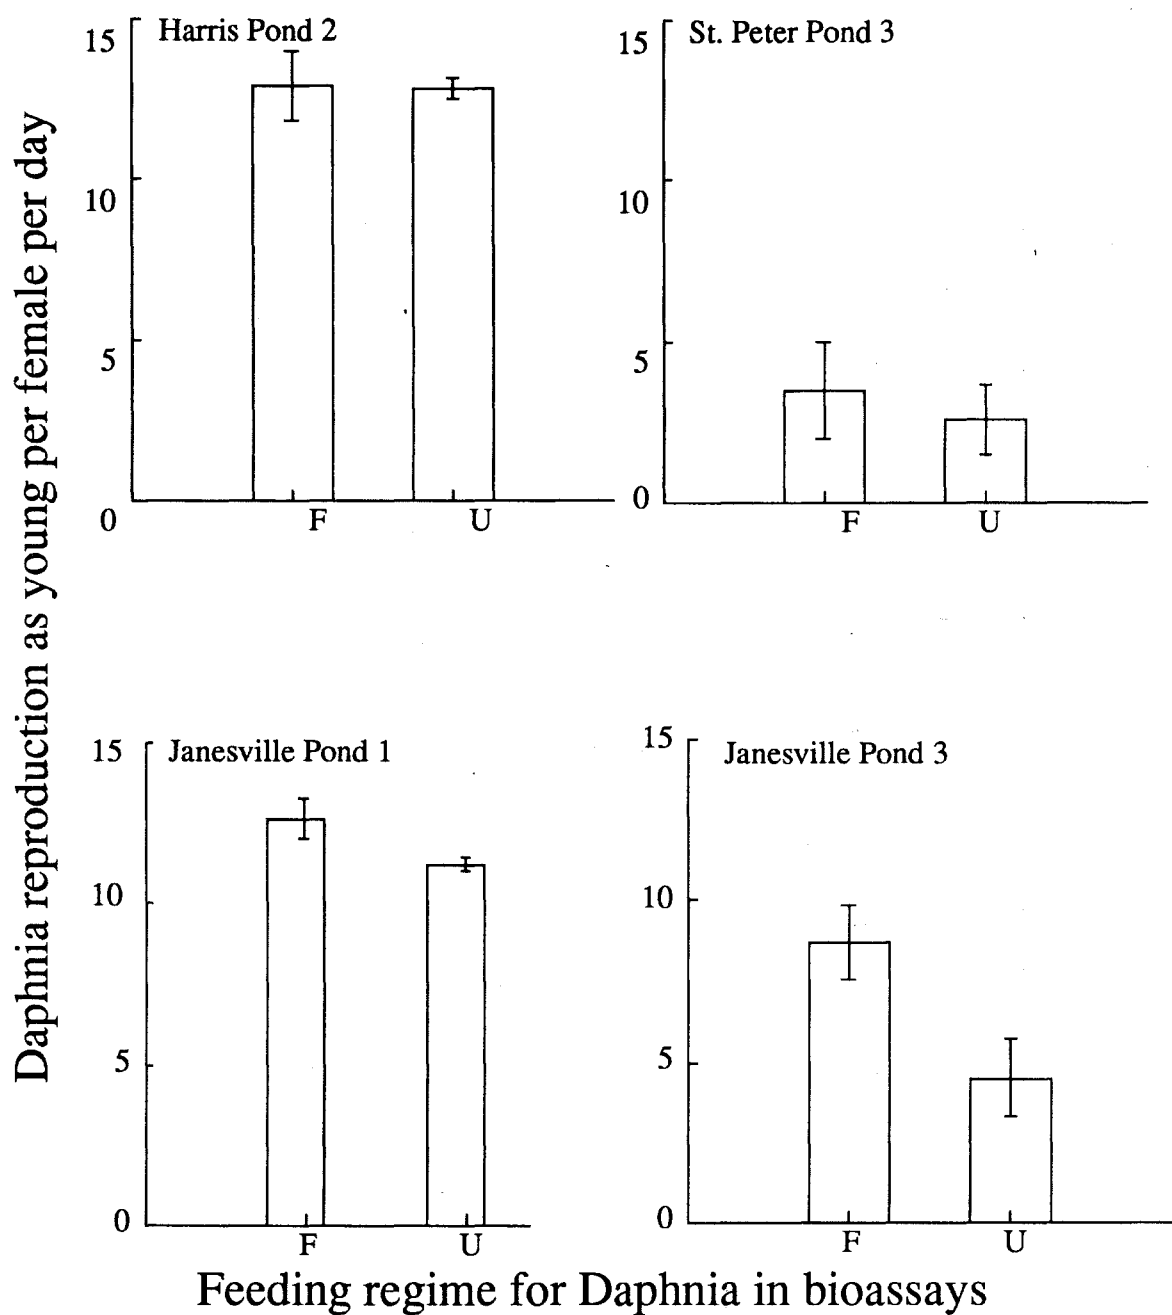 Daphnia reproduction as young per female per day
Harris Pond 2
15
10
5
0
F U
St. Peter Pond 3
15
10
5
0
F U
Janesville Pond 1
15
10
5
0
F U
Janesville Pond 3
15
10
5
0
F U
Feeding regime for Daphnia in bioassays